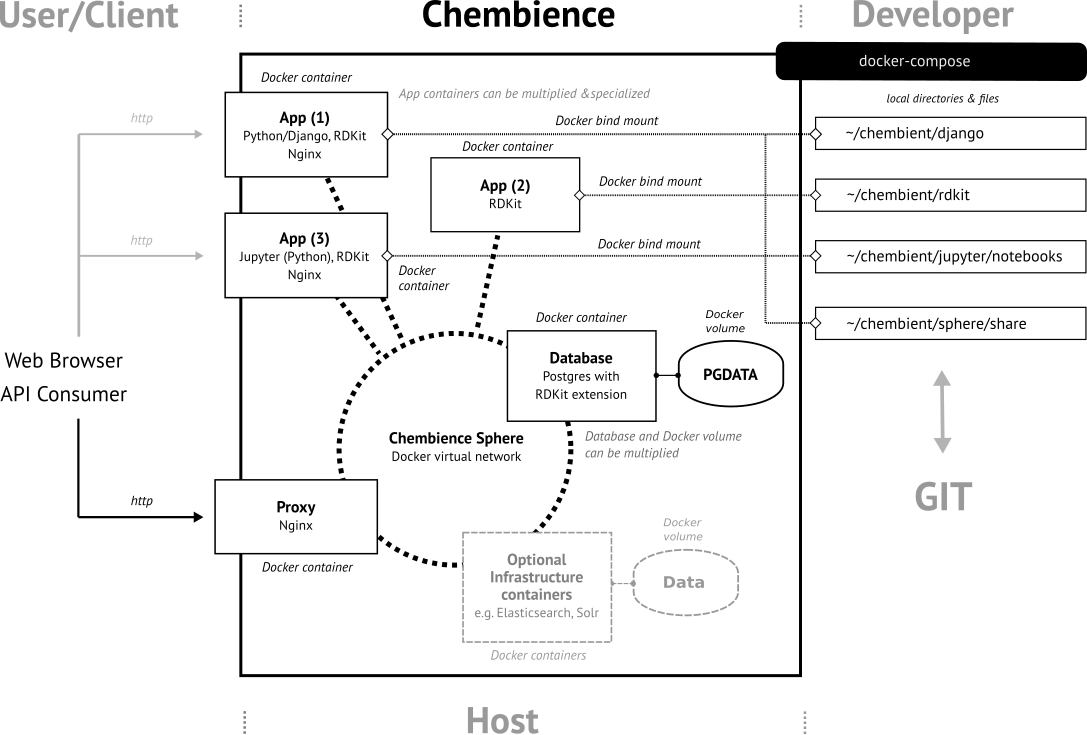 User/Client
Chembience
Developer
docker-compose
Docker container
App containers can be multiplied &specialized
local directories & files
http
App (1)
Python/Django, RDKit
Nginx
Docker bind mount
~/chembient/django
Docker container
App (2)
RDKit
Docker bind mount
~/chembient/rdkit
http
App (3)
Jupyter (Python), RDKit
Nginx
Docker bind mount
~/chembient/jupyter/notebooks
Docker
container
Docker container
Docker
volume
~/chembient/sphere/share
Web Browser
API Consumer
Database
Postgres with
RDKit extension
PGDATA
Chembience Sphere
Docker virtual network
Database and Docker volume
can be multiplied
GIT
http
Proxy
Nginx
Docker container
Docker
volume
Optional
Infrastructure
containers
e.g. Elasticsearch, Solr
Data
Docker containers
Host